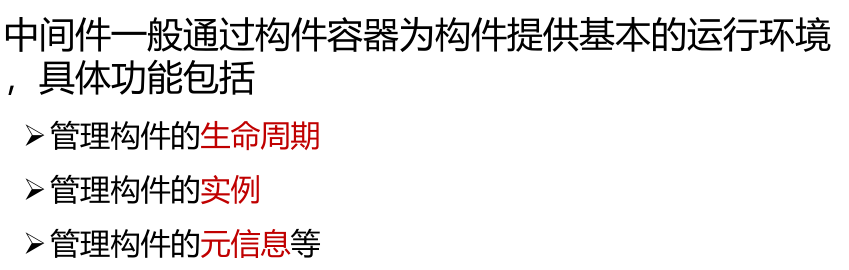 中间件一般通过构件容器为构件提供基本的运行环境
，具体功能包括
➢管理构件的生命周期
➢管理构件的实例
➢管理构件的元信息等